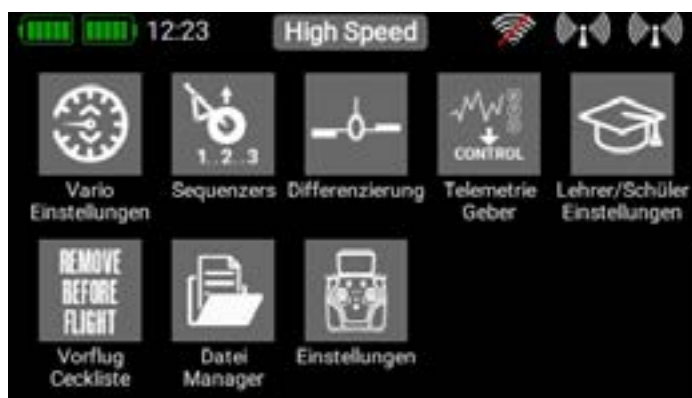 12:23 High Speed
1..2..3
CONTROL
Vario
Einstellungen
Sequenzers
Differenzierung
Telemetrie
Geber
Lehrer/Schüler
Einstellungen
REMOVE
BEFORE
FLIGHT
Vorflug
Ceckliste
Datei
Manager
Einstellungen